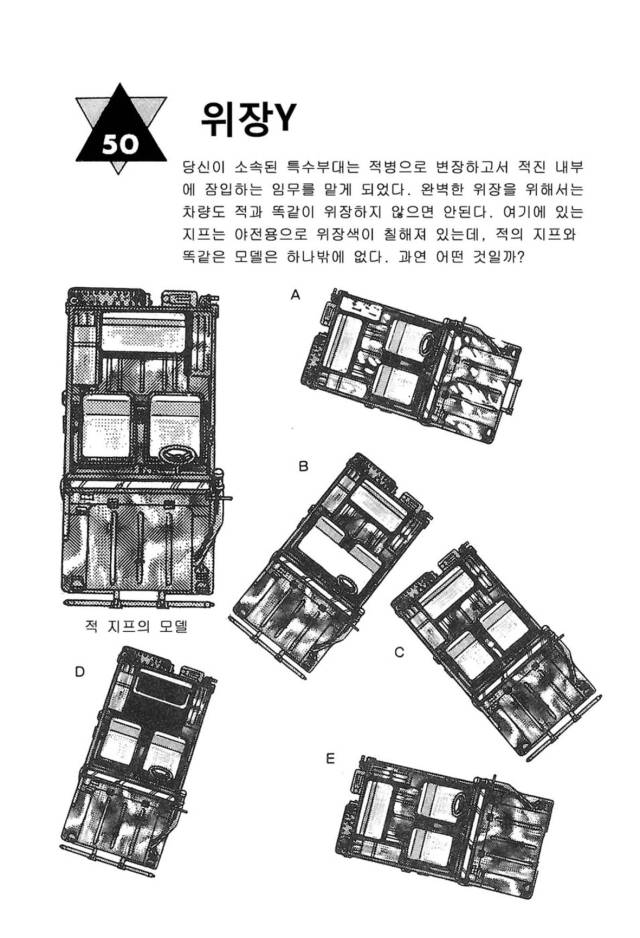 50
위장Y
당신이 소속된 특수부대는 적병으로 변장하고서 적진 내부
에 잠입하는 임무를 맡게 되었다. 완벽한 위장을 위해서는
차량도 적과 똑같이 위장하지 않으면 안된다. 여기에 있는
지프는 야전용으로 위장색이 칠해져 있는데, 적의 지프와
똑같은 모델은 하나밖에 없다. 과연 어떤 것일까?
A
B
적 지프의 모델
C
D
E